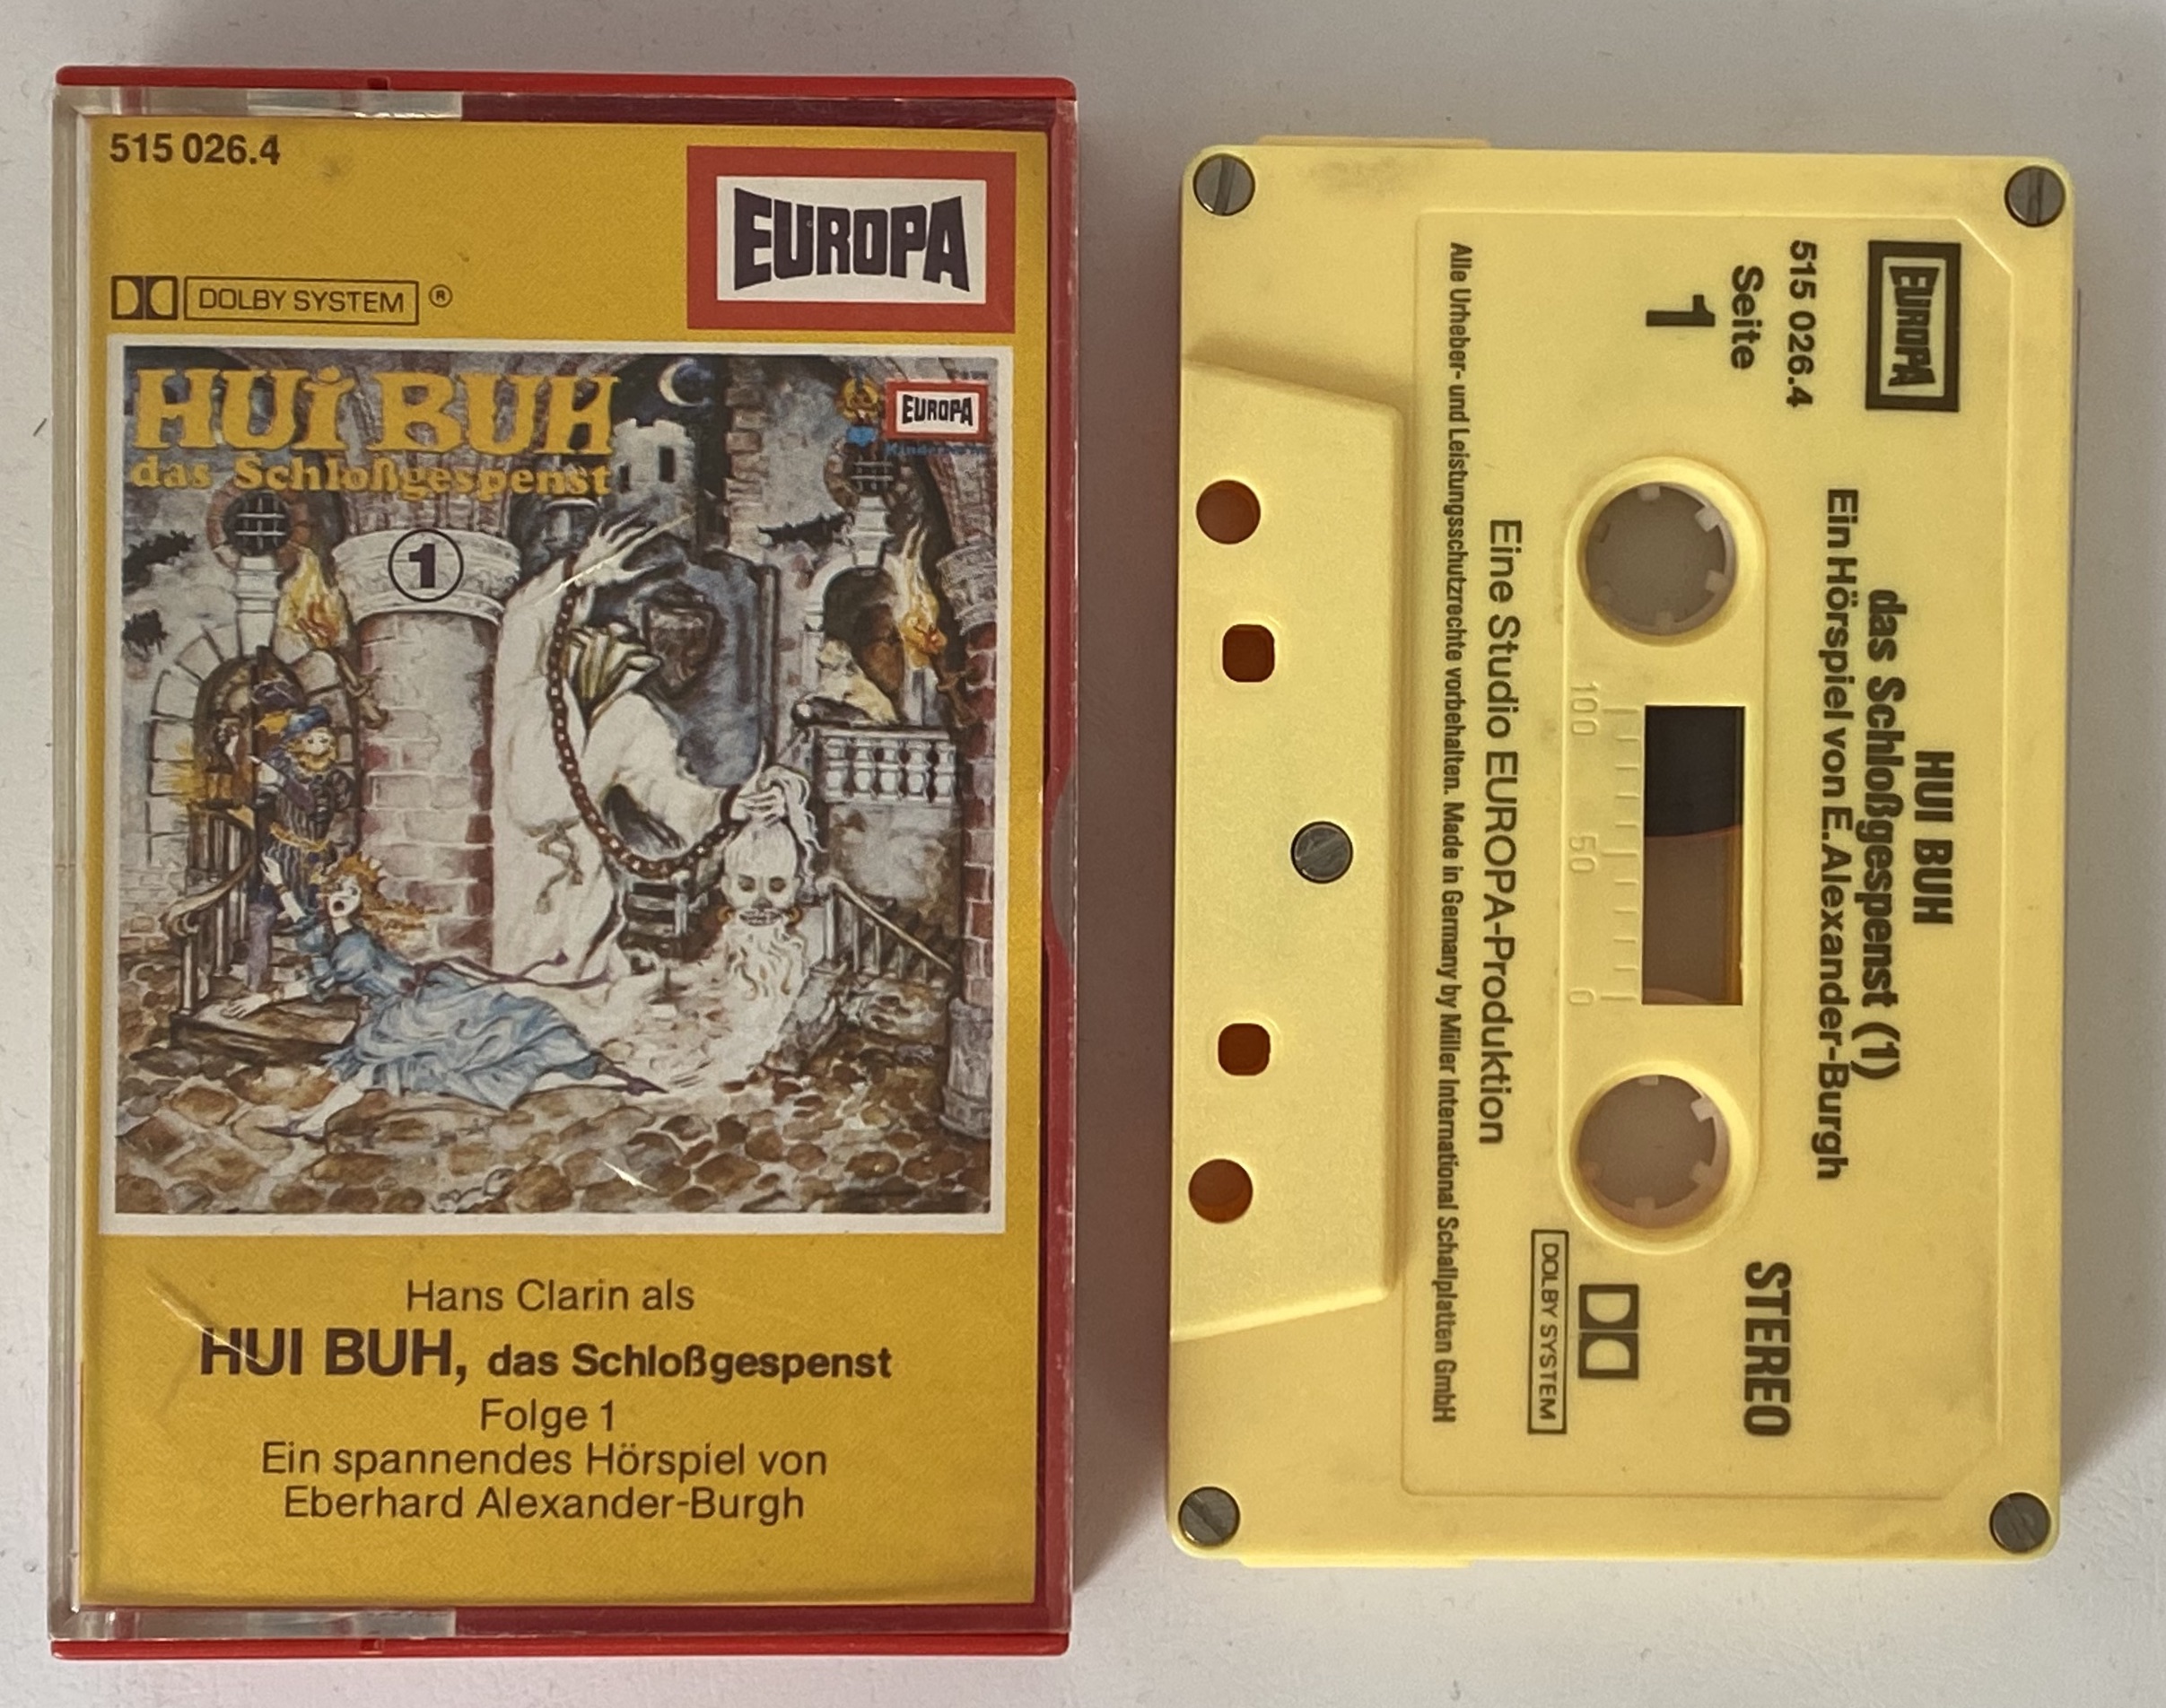 515 026.4
EUROPA
DOLBY SYSTEM ®
HUi BUH
EUROPA
das Schloßgespenst
1
Hans Clarin als
HUI BUH, das Schloßgespenst
Folge 1
Ein spannendes Hörspiel von
Eberhard Alexander-Burgh
EUROPA
515 026.4
Seite
1
HUI BUH
das Schloßgespenst (1)
Ein Hörspiel von E. Alexander-Burgh
STEREO
100 50 0
DOLBY SYSTEM
Eine Studio EUROPA-Produktion
Alle Urheber- und Leistungsschutzrechte vorbehalten. Made in Germany by Miller International Schallplatten GmbH